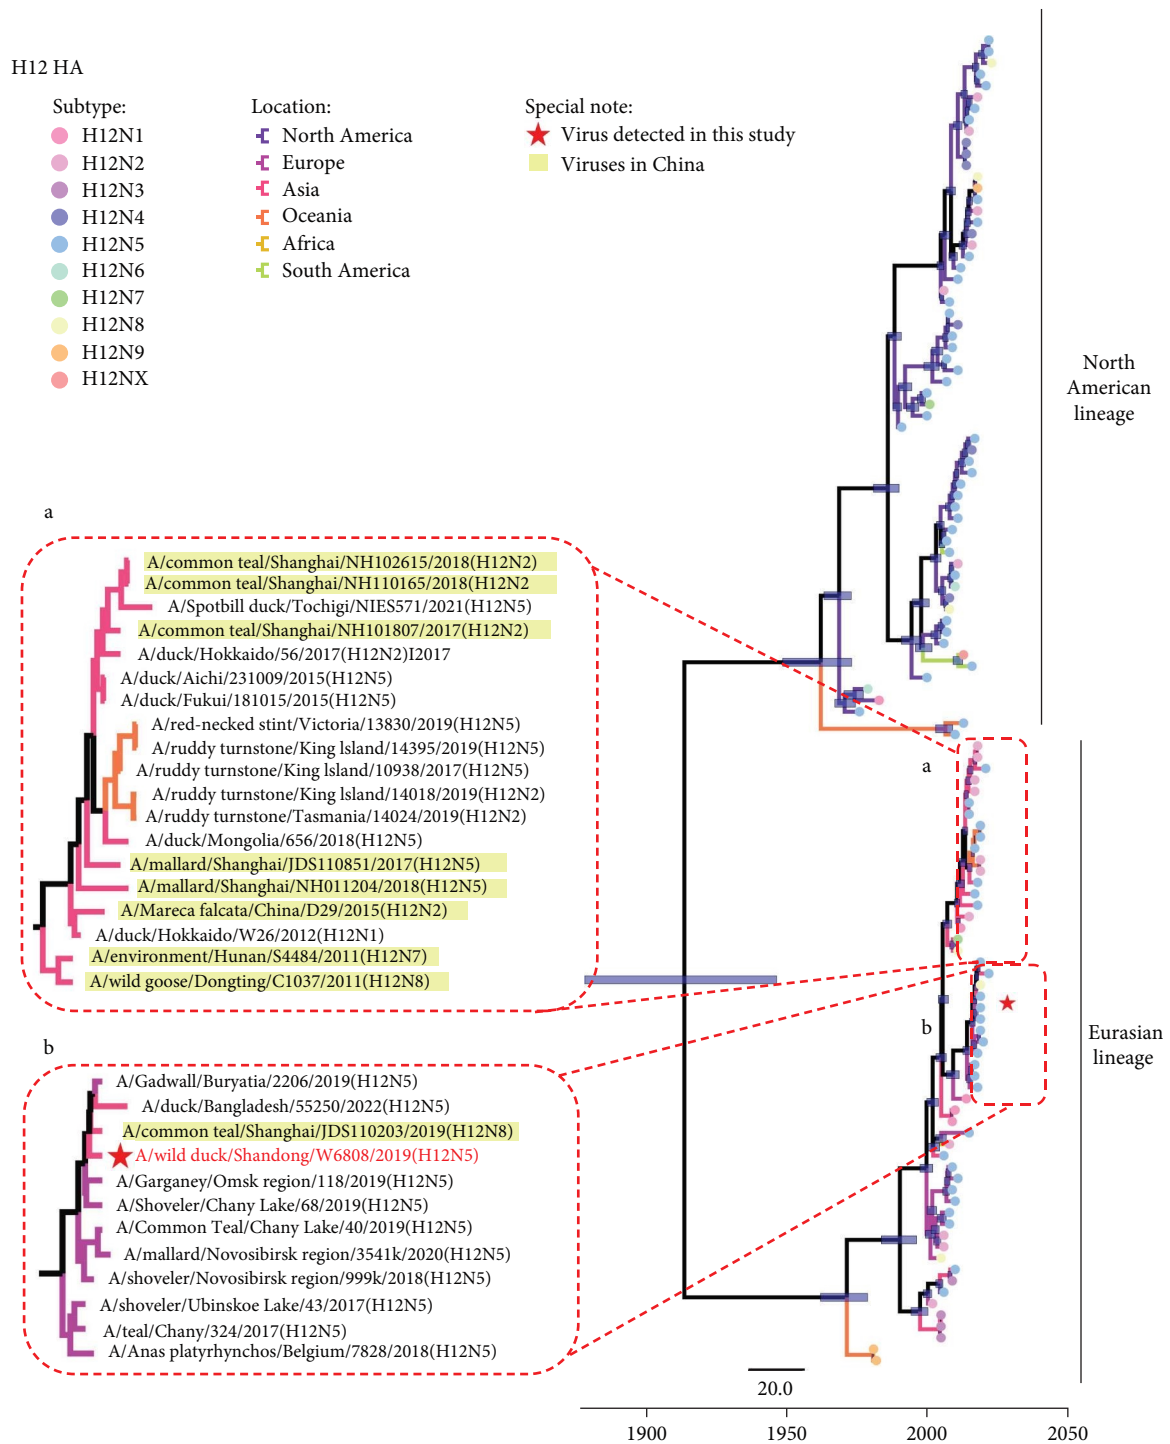 H12 HA
Subtype:
H12N1
H12N2
H12N3
H12N4
H12N5
H12N6
H12N7
H12N8
H12N9
H12NX
Location:
North America
Europe
Asia
Oceania
Africa
South America
Special note:
Virus detected in this study
Viruses in China
North
American
lineage
a
A/common teal/Shanghai/NH102615/2018(H12N2)
A/common teal/Shanghai/NH110165/2018(H12N2
A/Spotbill duck/Tochigi/NIES571/2021(H12N5)
A/common teal/Shanghai/NH101807/2017(H12N2)
A/duck/Hokkaido/56/2017(H12N2)I2017
A/duck/Aichi/231009/2015(H12N5)
A/duck/Fukui/181015/2015(H12N5)
A/red-necked stint/Victoria/13830/2019(H12N5)
A/ruddy turnstone/King lsland/14395/2019(H12N5)
A/ruddy turnstone/King lsland/10938/2017(H12N5)
A/ruddy turnstone/King lsland/14018/2019(H12N2)
A/ruddy turnstone/Tasmania/14024/2019(H12N2)
A/duck/Mongolia/656/2018(H12N5)
A/mallard/Shanghai/JDS110851/2017(H12N5)
A/mallard/Shanghai/NH011204/2018(H12N5)
A/Mareca falcata/China/D29/2015(H12N2)
A/duck/Hokkaido/W26/2012(H12N1)
A/environment/Hunan/S4484/2011(H12N7)
A/wild goose/Dongting/C1037/2011(H12N8)
a
b
Eurasian
lineage
b
A/Gadwall/Buryatia/2206/2019(H12N5)
A/duck/Bangladesh/55250/2022(H12N5)
A/common teal/Shanghai/JDS110203/2019(H12N8)
A/wild duck/Shandong/W6808/2019(H12N5)
A/Garganey/Omsk region/118/2019(H12N5)
A/Shoveler/Chany Lake/68/2019(H12N5)
A/Common Teal/Chany Lake/40/2019(H12N5)
A/mallard/Novosibirsk region/3541k/2020(H12N5)
A/shoveler/Novosibirsk region/999k/2018(H12N5)
A/shoveler/Ubinskoe Lake/43/2017(H12N5)
A/teal/Chany/324/2017(H12N5)
A/Anas platyrhynchos/Belgium/7828/2018(H12N5)
20.0
1900
1950
2000
2050